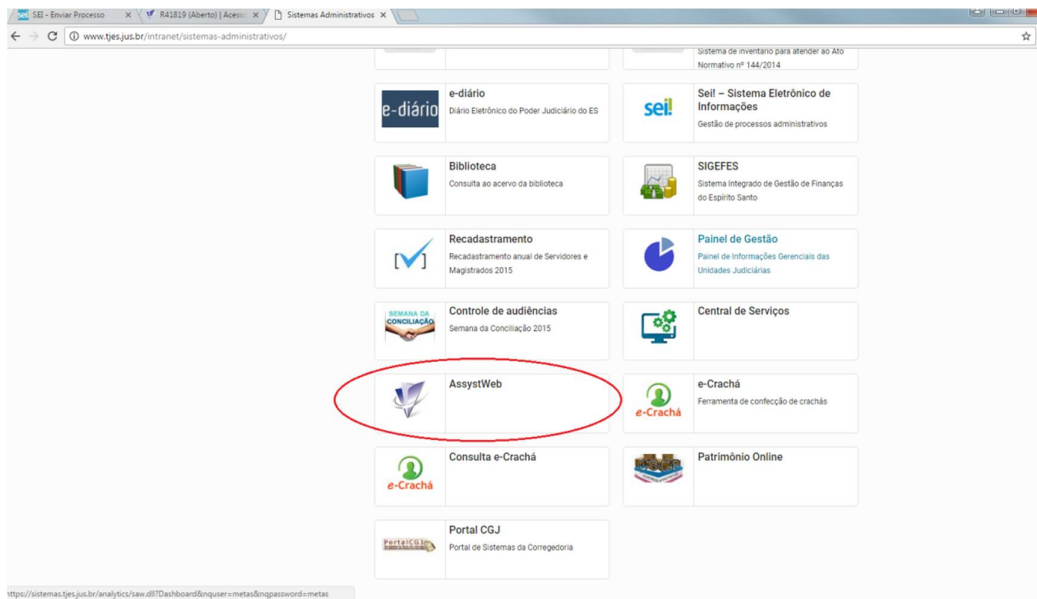 SEI - Enviar Processo
R41819 (Aberto) | Acess
Sistemas Administrativos
www.tjes.jus.br/intranet/sistemas-administrativos/
Sistema de inventário para atender ao Ato
Normativo nº 144/2014
e-diário
e-diário
Diário Eletrônico do Poder Judiciário do ES
sei!
Sei! – Sistema Eletrônico de
Informações
Gestão de processos administrativos
Biblioteca
Consulta ao acervo da biblioteca
SIGEFES
Sistema Integrado de Gestão de Finanças
do Espírito Santo
Recadastramento
Recadastramento anual de Servidores e
Magistrados 2015
Painel de Gestão
Painel de Informações Gerenciais das
Unidades Judiciárias
SEMANA DA
CONCILIAÇÃO
Controle de audiências
Semana da Conciliação 2015
Central de Serviços
AssystWeb
e-Crachá
e-Crachá
Ferramenta de confecção de crachás
e-Crachá
Consulta e-Crachá
Patrimônio Online
PortalCGJ
Portal CGJ
Portal de Sistemas da Corregedoria
https://sistemas.tjes.jus.br/analytics/saw.dll?Dashboard&nquser=metas&nqpassword=metas